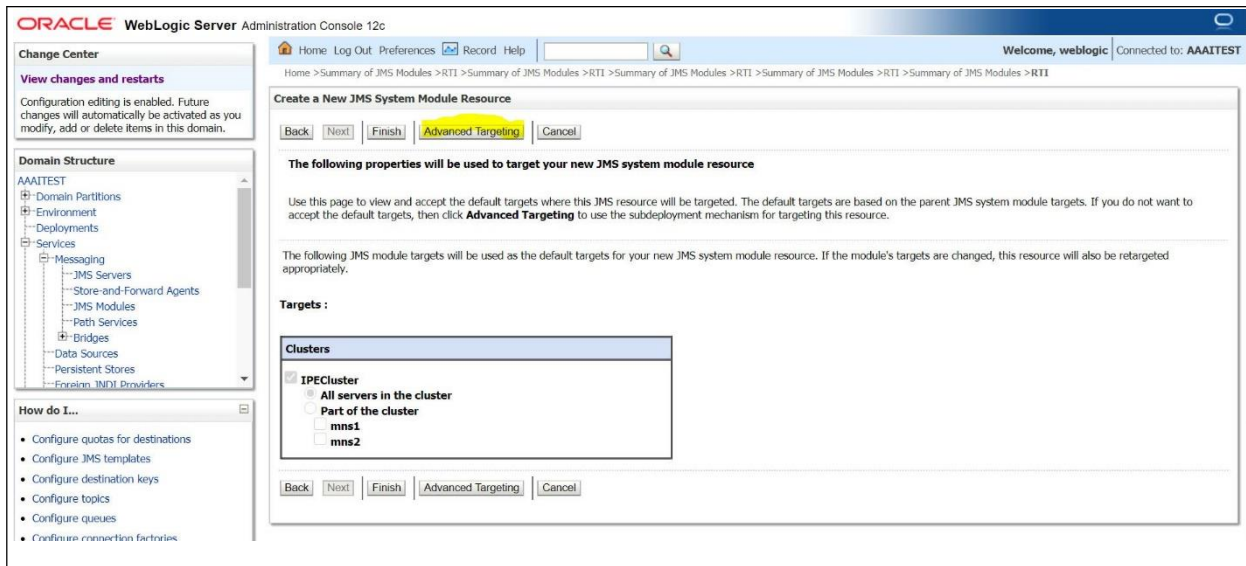 ORACLE WebLogic Server Administration Console 12c
Change Center
View changes and restarts
Configuration editing is enabled. Future
changes will automatically be activated as you
modify, add or delete items in this domain.
Domain Structure
AAAITEST
Domain Partitions
Environment
Deployments
Services
Messaging
JMS Servers
Store-and-Forward Agents
JMS Modules
Path Services
Bridges
Data Sources
Persistent Stores
Foreign JNDI Providers
How do I...
Configure quotas for destinations
Configure JMS templates
Configure destination keys
Configure topics
Configure queues
Configure connection factories
Home Log Out Preferences Record Help
Welcome, weblogic Connected to: AAAITEST
Home >Summary of JMS Modules >RTI >Summary of JMS Modules >RTI >Summary of JMS Modules >RTI >Summary of JMS Modules >RTI >Summary of JMS Modules >RTI
Create a New JMS System Module Resource
Back Next Finish Advanced Targeting Cancel
The following properties will be used to target your new JMS system module resource
Use this page to view and accept the default targets where this JMS resource will be targeted. The default targets are based on the parent JMS system module targets. If you do not want to
accept the default targets, then click Advanced Targeting to use the subdeployment mechanism for targeting this resource.
The following JMS module targets will be used as the default targets for your new JMS system module resource. If the module's targets are changed, this resource will also be retargeted
appropriately.
Targets :
Clusters
IPECluster
All servers in the cluster
Part of the cluster
mns1
mns2
Back Next Finish Advanced Targeting Cancel